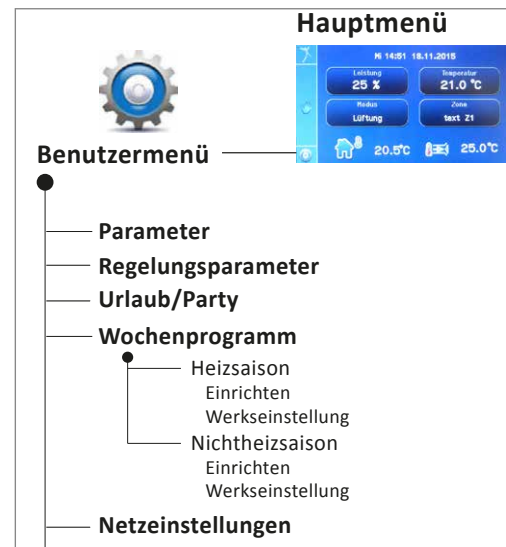 Hauptmenü
Mi 14:51 18.11.2015
Leistung Temperatur
25 % 21.0 °C
Modus Zone
Lüftung text Z1
20.5°C 25.0°C
Benutzermenü
Parameter
Regelungsparameter
Urlaub/Party
Wochenprogramm
Heizsaison
Einrichten
Werkseinstellung
Nichtheizsaison
Einrichten
Werkseinstellung
Netzeinstellungen